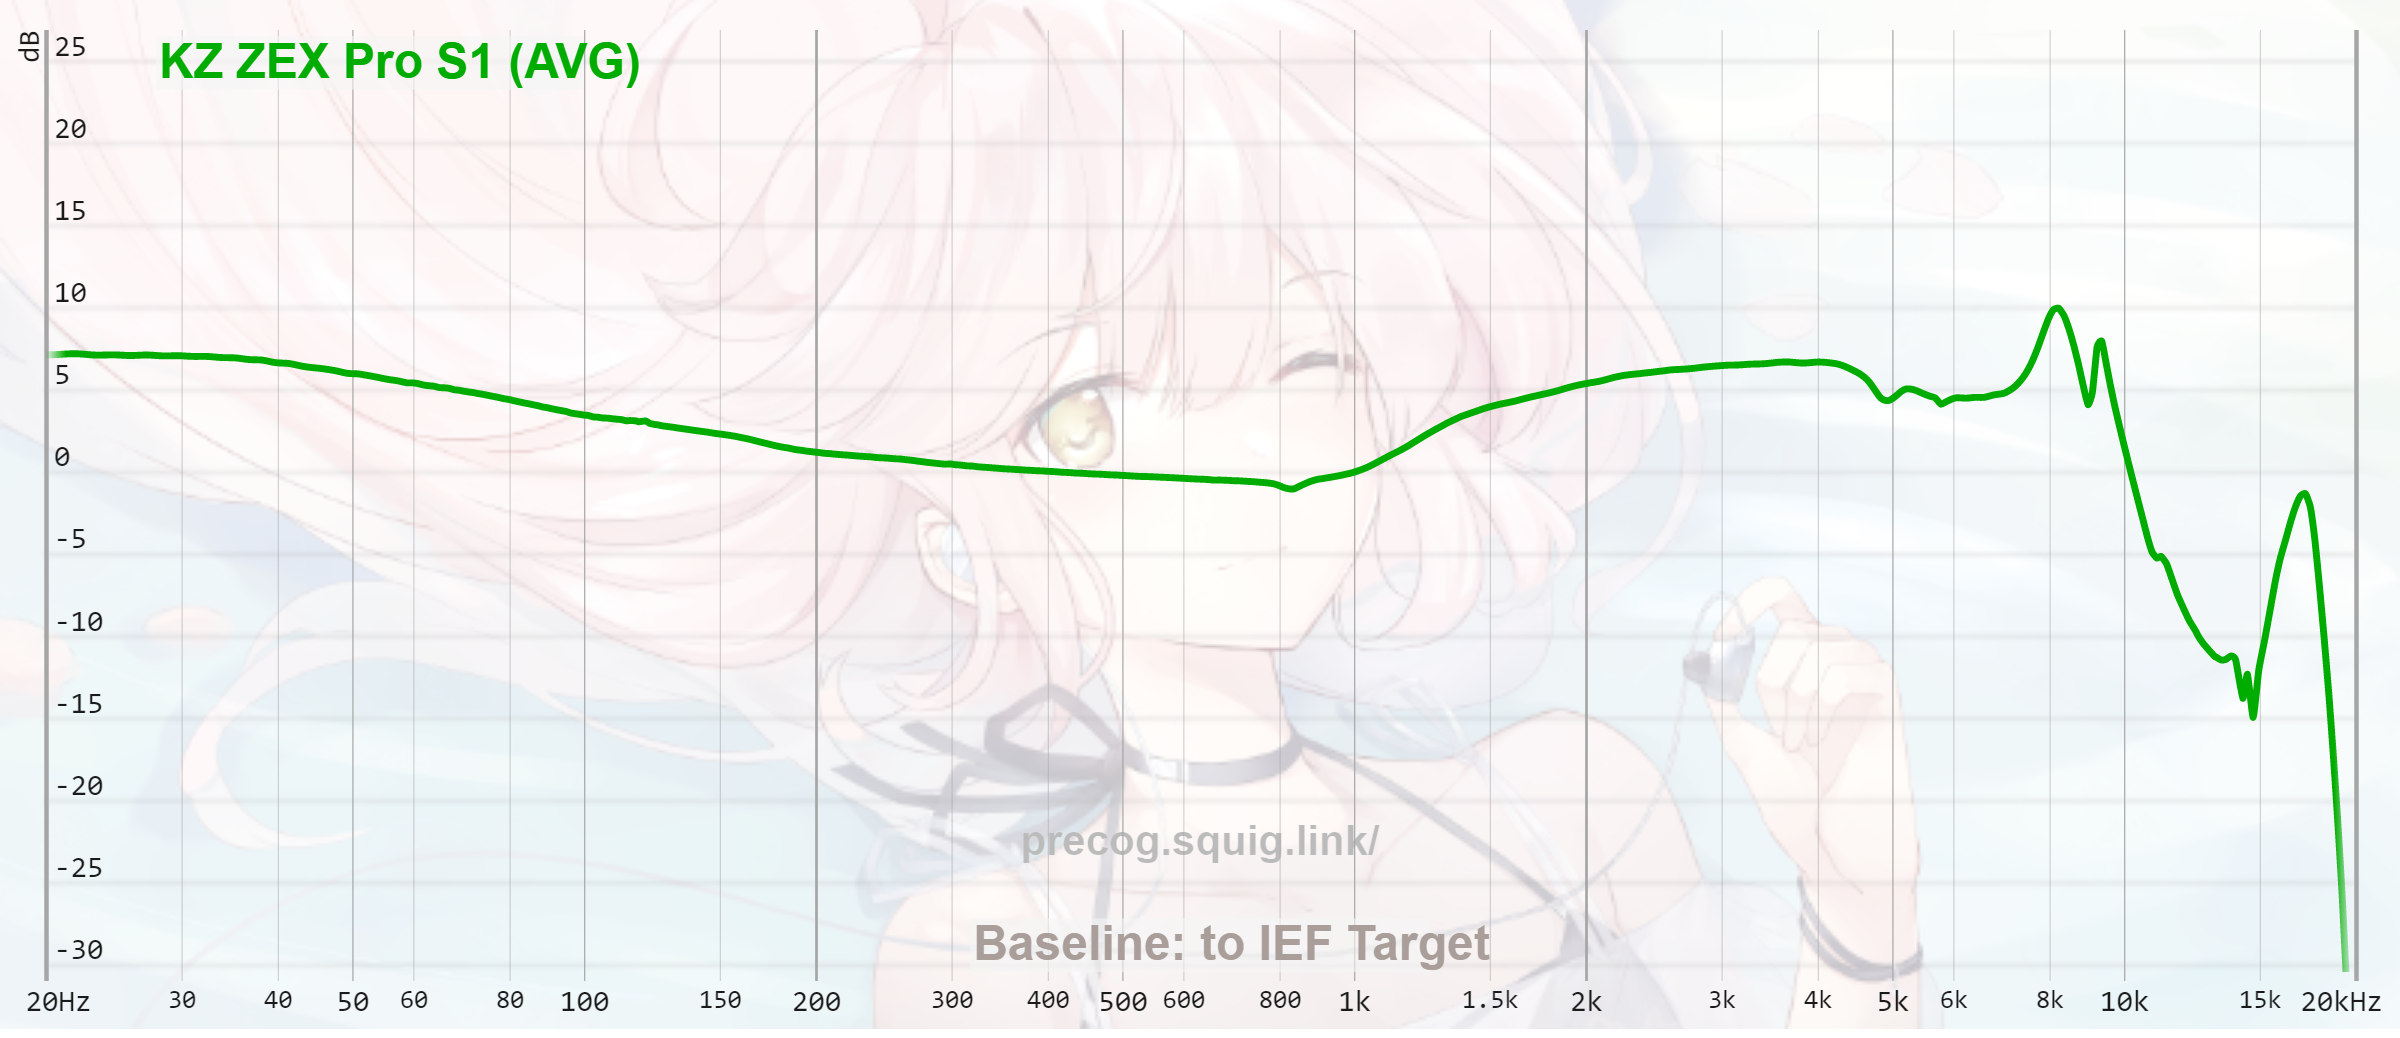 dB
KZ ZEX Pro S1 (AVG)
25
20
15
10
5
0
-5
-10
-15
-20
-25
-30
precog.squig.link/
Baseline: to IEF Target
20Hz 30 40 50 60 80 100 150 200 300 400 500 600 800 1k 1.5k 2k 3k 4k 5k 6k 8k 10k 15k 20kHz